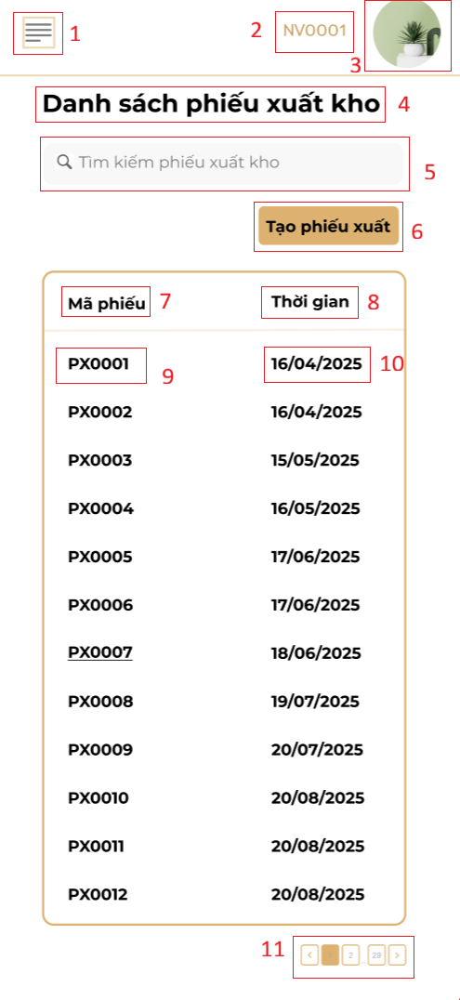 1
2
NV0001
3
Danh sách phiếu xuất kho
4
Tìm kiếm phiếu xuất kho
5
Tạo phiếu xuất
6
Mã phiếu 7 Thời gian 8
PX0001 9 16/04/2025 10
PX0002 16/04/2025
PX0003 15/05/2025
PX0004 16/05/2025
PX0005 17/06/2025
PX0006 17/06/2025
PX0007 18/06/2025
PX0008 19/07/2025
PX0009 20/07/2025
PX0010 20/08/2025
PX0011 20/08/2025
PX0012 20/08/2025
11 < 2 ... 29 >